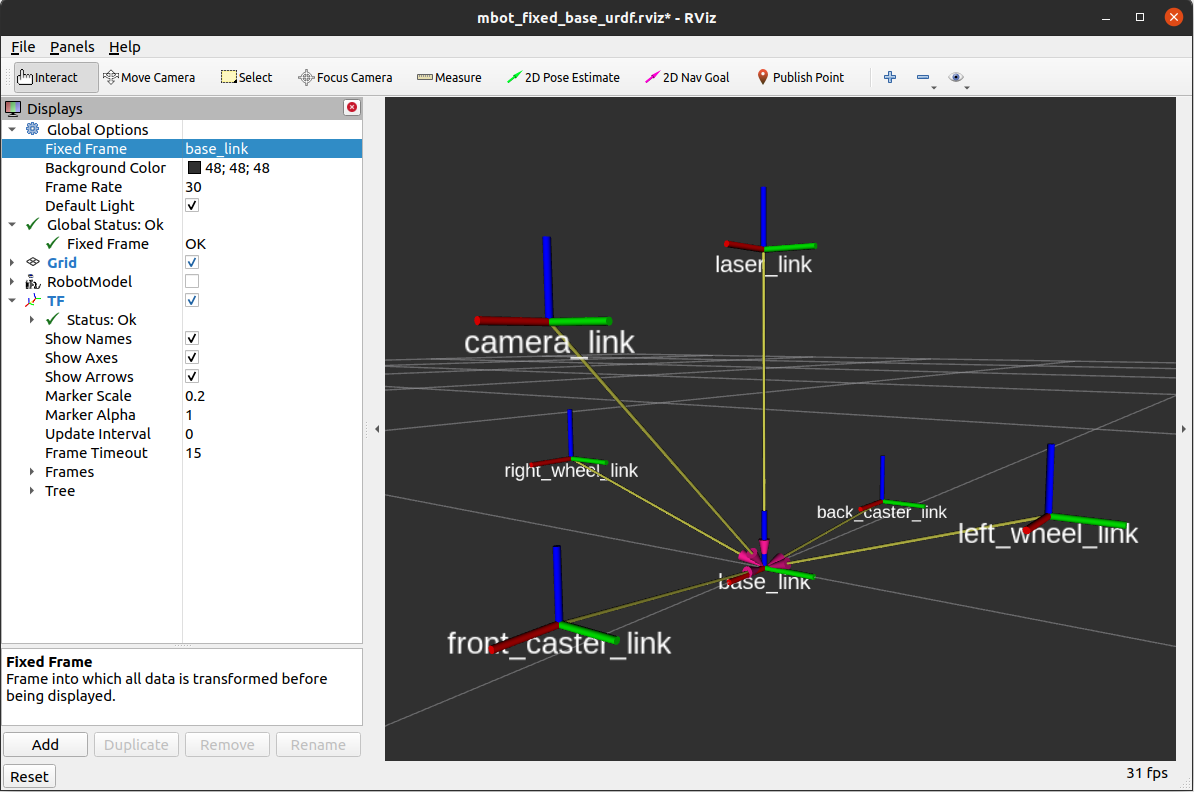 mbot_fixed_base_urdf.rviz* - RViz
File Panels Help
Interact Move Camera Select Focus Camera Measure 2D Pose Estimate 2D Nav Goal Publish Point
Displays
Global Options
Fixed Frame base_link
Background Color 48; 48; 48
Frame Rate 30
Default Light
Global Status: Ok
Fixed Frame OK
Grid
RobotModel
TF
Status: Ok
Show Names
Show Axes
Show Arrows
Marker Scale 0.2
Marker Alpha 1
Update Interval 0
Frame Timeout 15
Frames
Tree
Fixed Frame
Frame into which all data is transformed before
being displayed.
Add Duplicate Remove Rename
Reset
laser_link
camera_link
right_wheel_link
back_caster_link
left_wheel_link
base_link
front_caster_link
31 fps